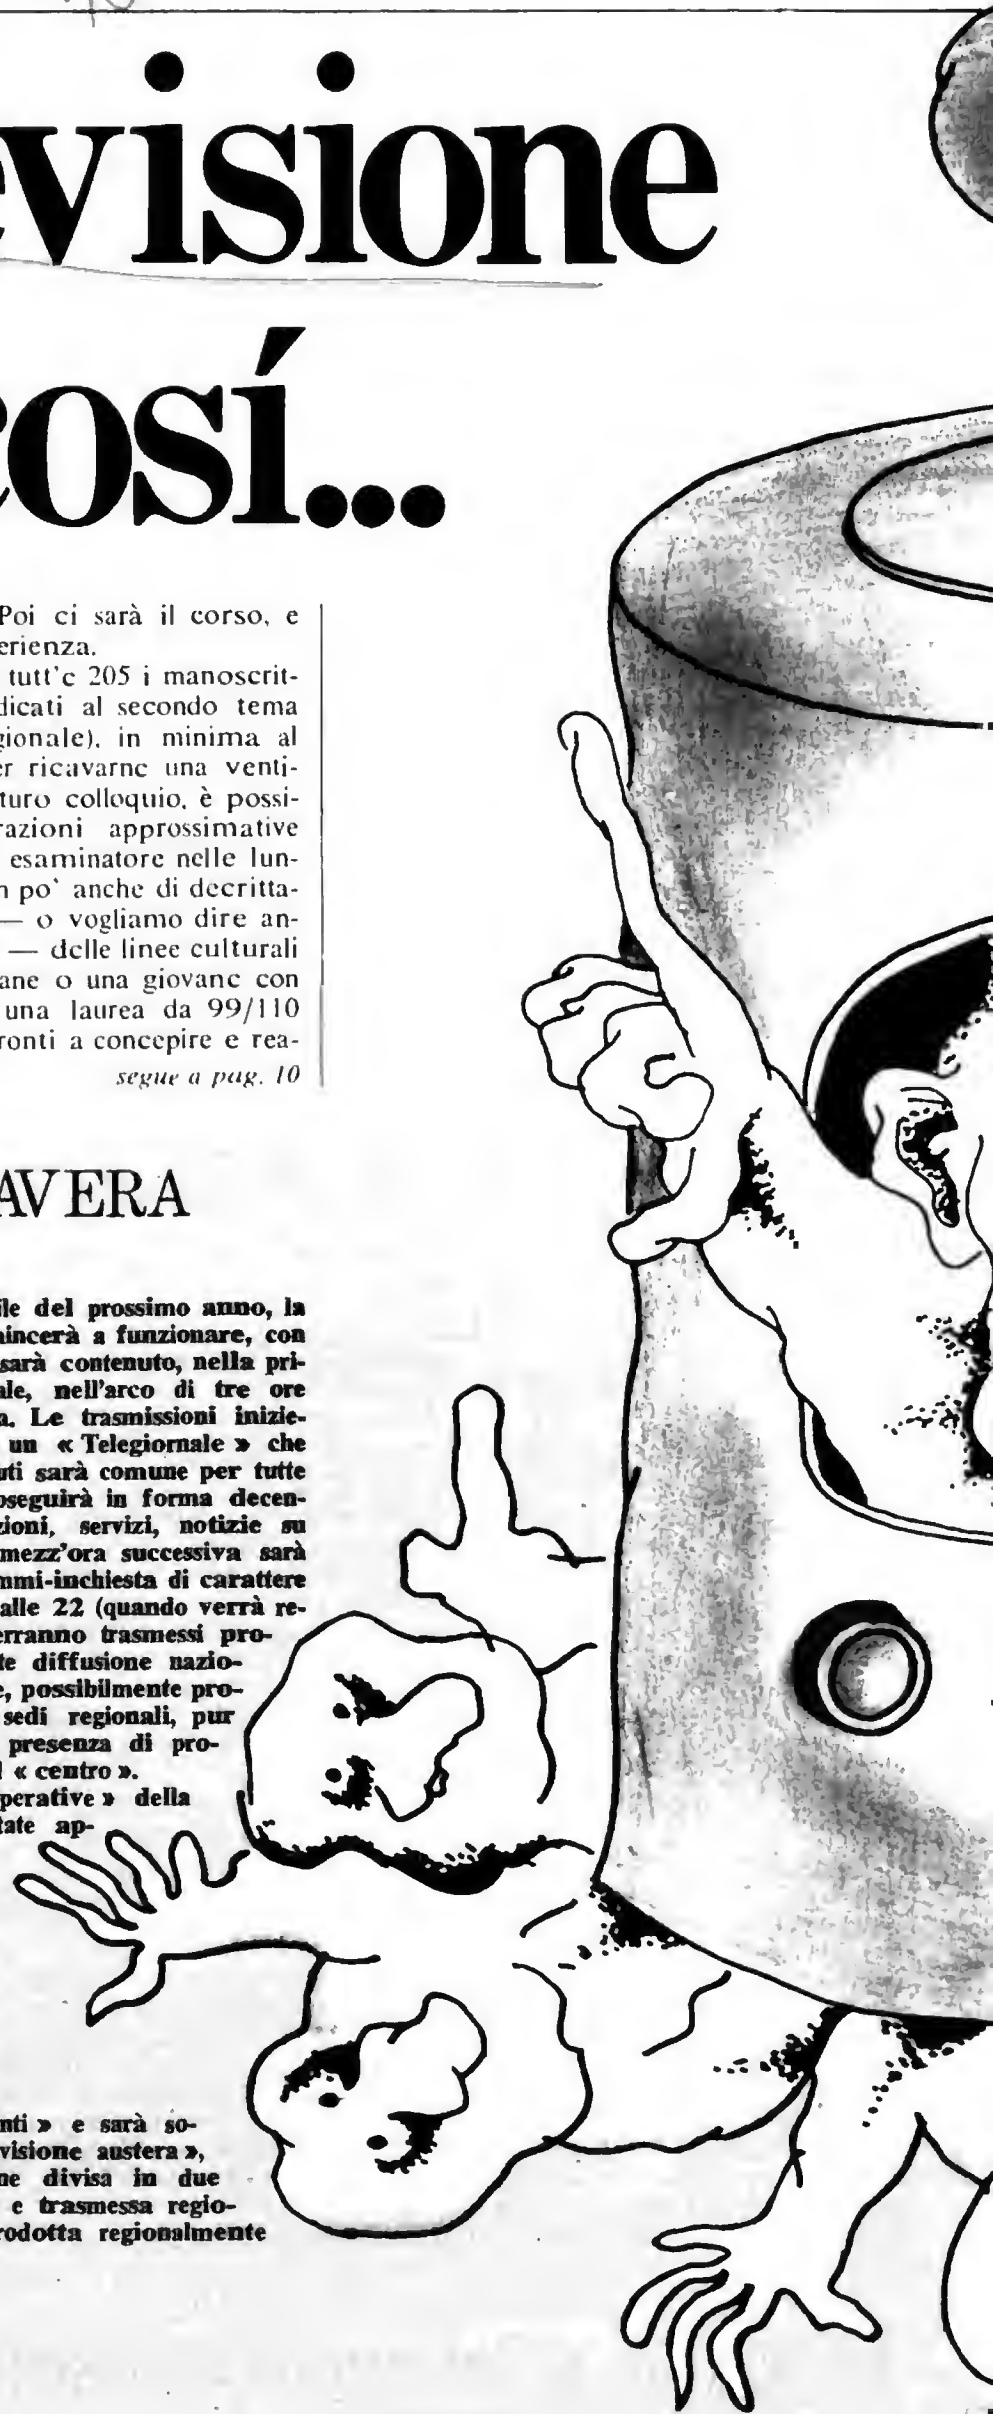 evisione
così...
Poi ci sarà il corso, e
erienza.
tutt'c 205 i manoscrit-
dicati al secondo tema
gionale), in minima al
er ricavarnc una venti-
turo colloquio, è possi-
razioni approssimative
esaminatore nelle lun-
n po' anche di decritta-
— o vogliamo dire an-
— delle linee culturali
ane o una giovane con
una laurea da 99/110
ronti a concepire e rea-
segue a pag. 10
AVERA
ile del prossimo anno, la
mincerà a funzionare, con
sarà contenuto, nella pri-
ale, nell'arco di tre ore
a. Le trasmissioni inizie-
un « Telegiornale » che
uti sarà comune per tutte
oseguirà in forma decen-
zioni, servizi, notizie su
mezz'ora successiva sarà
mmi-inchiesta di carattere
alle 22 (quando verrà re-
erranno trasmessi pro-
te diffusione nazio-
e, possibilmente pro-
sedi regionali, pur
presenza di pro-
l « centro ».
perative » della
tate ap-
nti » e sarà so-
visione austera »,
ne divisa in due
e trasmessa regio-
rodotta regionalmente